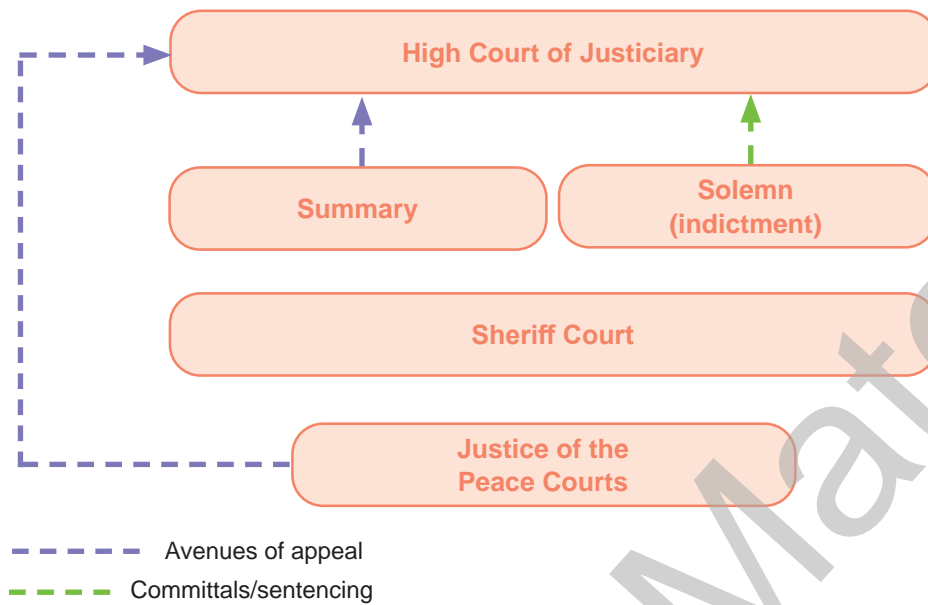 High Court of Justiciary
Summary
Solemn
(indictment)
Sheriff Court
Justice of the
Peace Courts
Avenues of appeal
Committals/sentencing